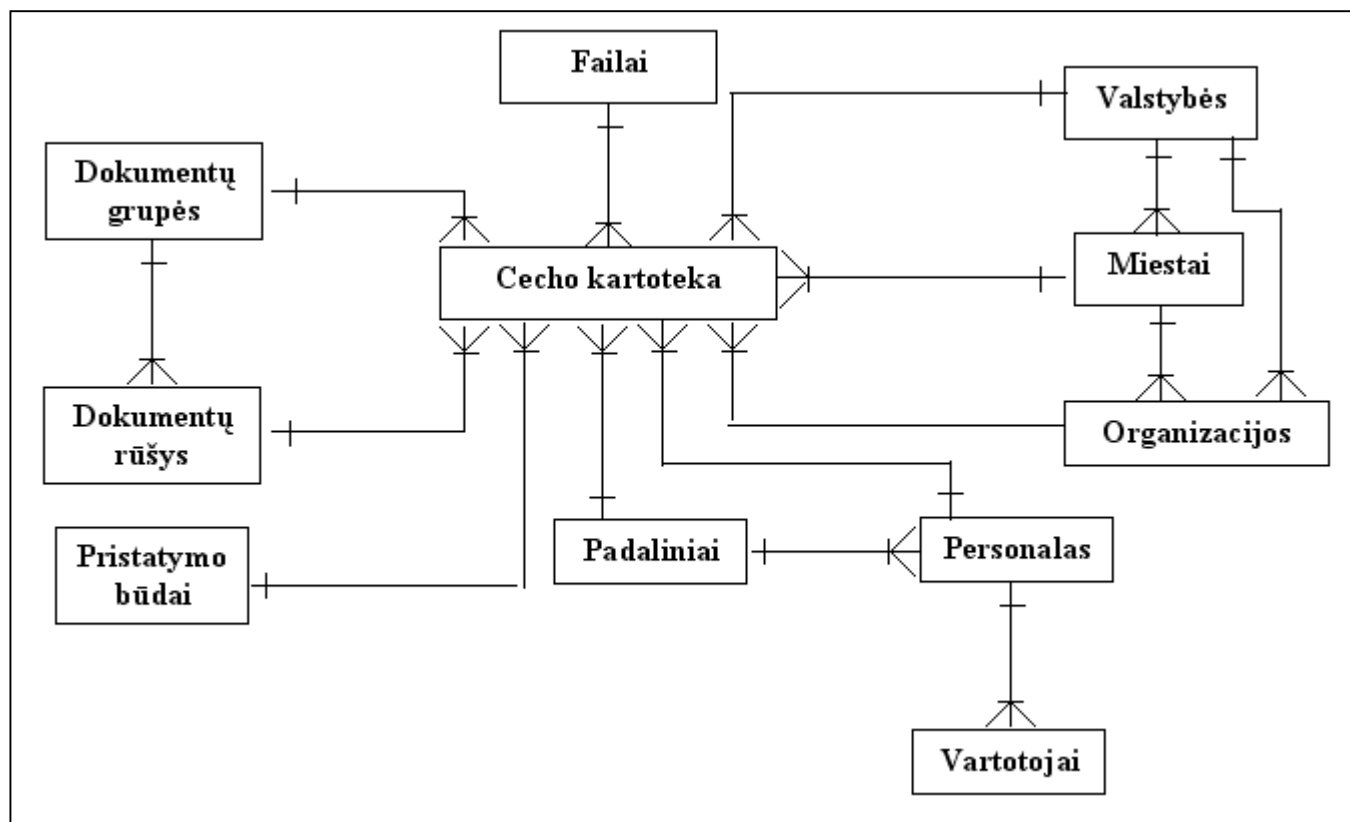 Failai
Valstybės
Dokumentų
grupės
Cecho kartoteka
Miestai
Dokumentų
rūšys
Organizacijos
Pristatymo
būdai
Padaliniai
Personalas
Vartotojai